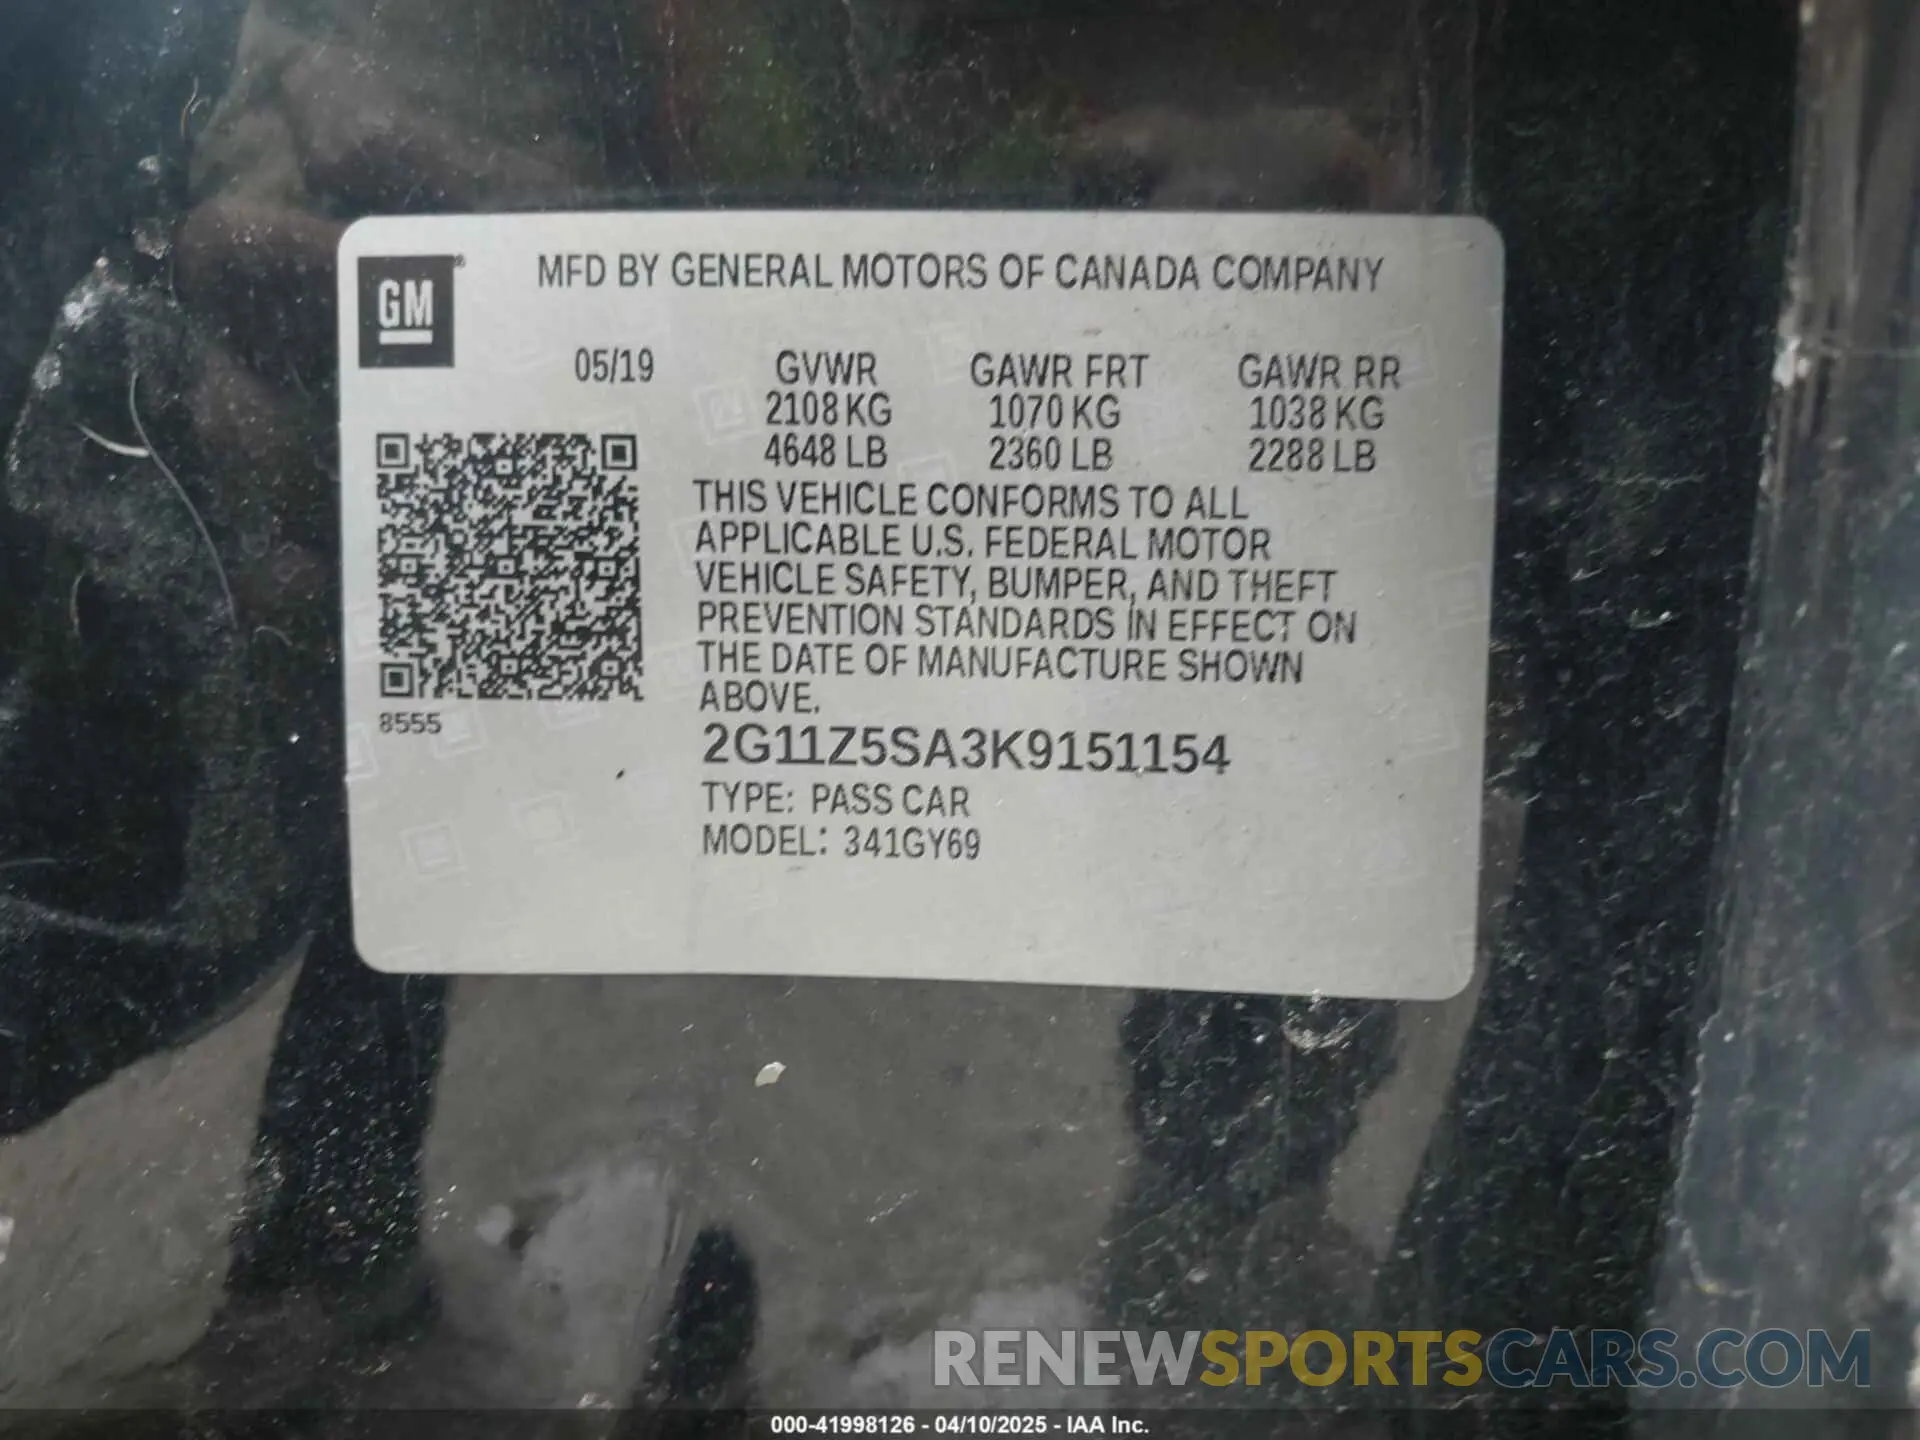 GM
MFD BY GENERAL MOTORS OF CANADA COMPANY
05/19 GVWR GAWR FRT GAWR RR
2108 KG 1070 KG 1038 KG
4648 LB 2360 LB 2288 LB
THIS VEHICLE CONFORMS TO ALL
APPLICABLE U.S. FEDERAL MOTOR
VEHICLE SAFETY, BUMPER, AND THEFT
PREVENTION STANDARDS IN EFFECT ON
THE DATE OF MANUFACTURE SHOWN
ABOVE.
8555
2G11Z5SA3K9151154
TYPE: PASS CAR
MODEL: 341GY69
RENEWSPORTSCARS.COM
000-41998126 - 04/10/2025 - IAA Inc.